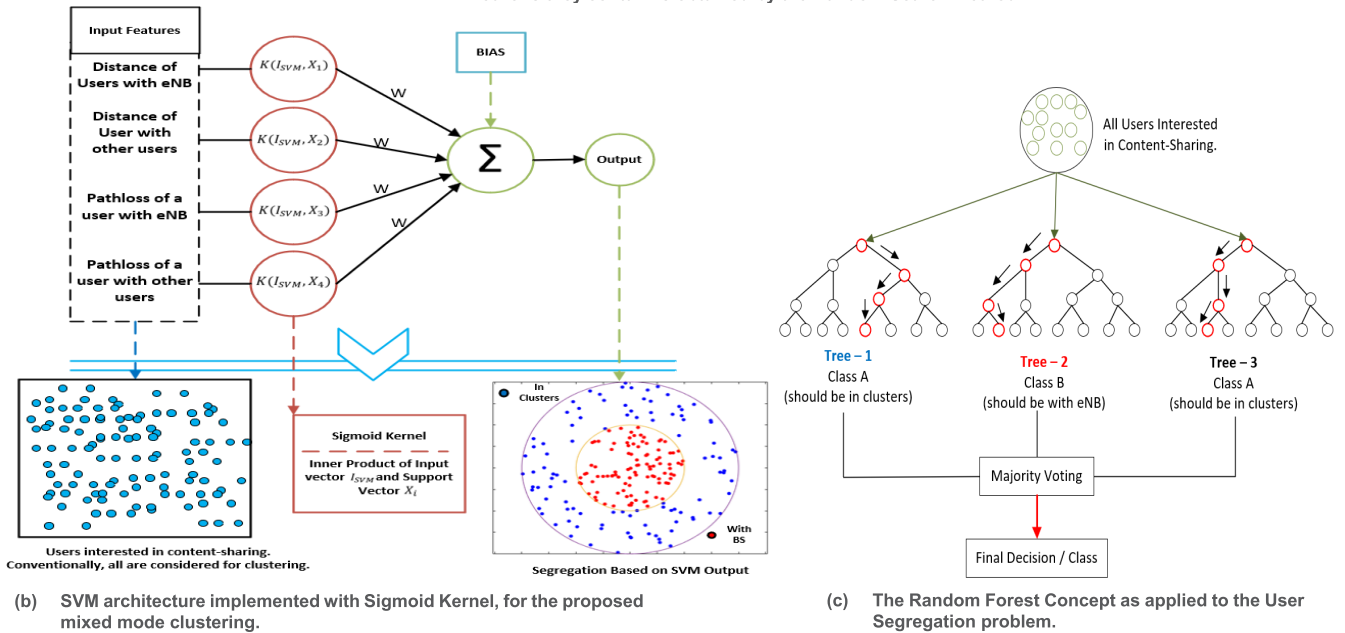 Input Features
Distance of
Users with eNB
Distance of
User with
other users
Pathloss of a
user with eNB
Pathloss of a
user with other
users
K(I_SVM, X_1)
K(I_SVM, X_2)
K(I_SVM, X_3)
K(I_SVM, X_4)
W
W
W
W
BIAS
Σ
Output
Sigmoid Kernel
Inner Product of Input
vector I_SVM and Support
Vector X_i
In
Clusters
With
BS
Users interested in content-sharing.
Conventionally, all are considered for clustering.
Segregation Based on SVM Output
(b) SVM architecture implemented with Sigmoid Kernel, for the proposed
mixed mode clustering.
All Users Interested
in Content-Sharing.
Tree – 1
Class A
(should be in clusters)
Tree – 2
Class B
(should be with eNB)
Tree – 3
Class A
(should be in clusters)
Majority Voting
Final Decision / Class
(c) The Random Forest Concept as applied to the User
Segregation problem.